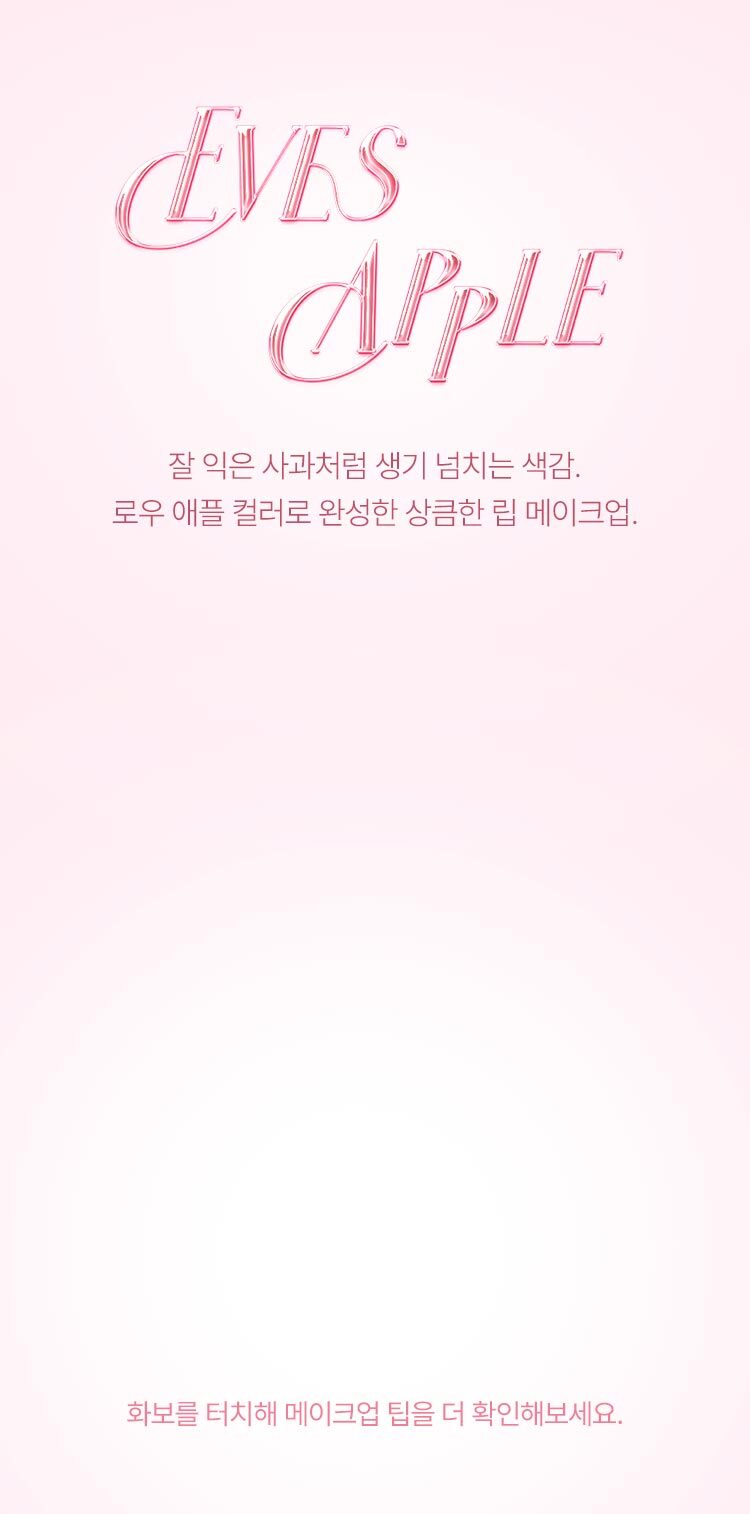 EVES
APPLE
잘 익은 사과처럼 생기 넘치는 색감.
로우 애플 컬러로 완성한 상큼한 립 메이크업.
화보를 터치해 메이크업 팁을 더 확인해보세요.